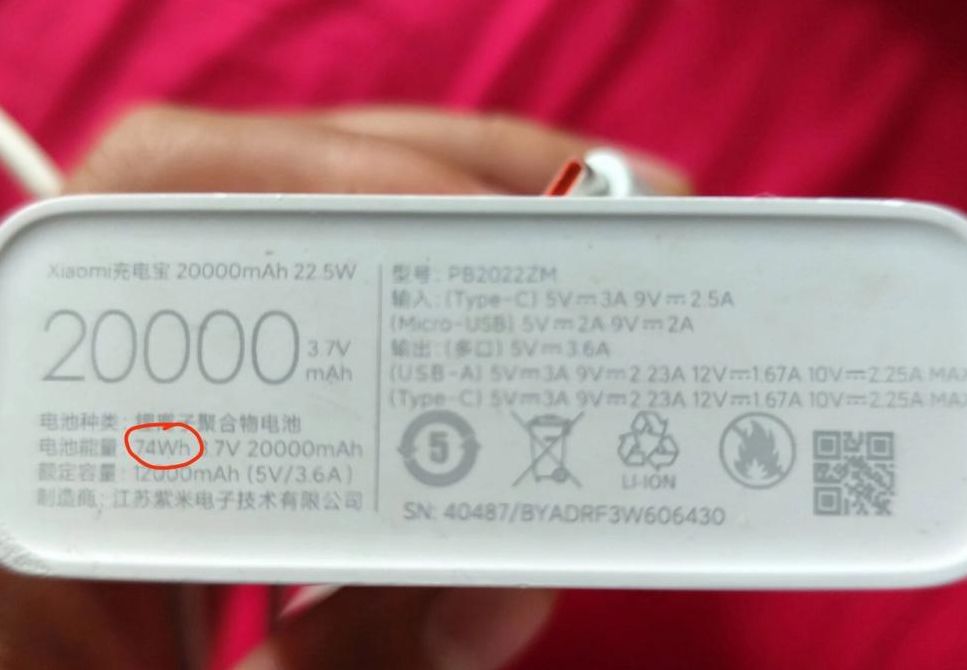 Xiaomi充电宝 20000mAh 22.5W
20000 3.7V mAh
电池种类: 锂离子聚合物电池
电池能量: 74Wh 3.7V 20000mAh
额定容量: 12000mAh (5V/3.6A)
制造商: 江苏紫米电子技术有限公司
型号: PB2022ZM
输入: (Type-C) 5V⎓3A 9V⎓2.5A
(Micro-USB) 5V⎓2A 9V⎓2A
输出: (多口) 5V⎓3.6A
(USB-A) 5V⎓3A 9V⎓2.23A 12V⎓1.67A 10V⎓2.25A MAX
(Type-C) 5V⎓3A 9V⎓2.23A 12V⎓1.67A 10V⎓2.25A MAX
5
LI-ION
SN: 40487/BYADRF3W606430